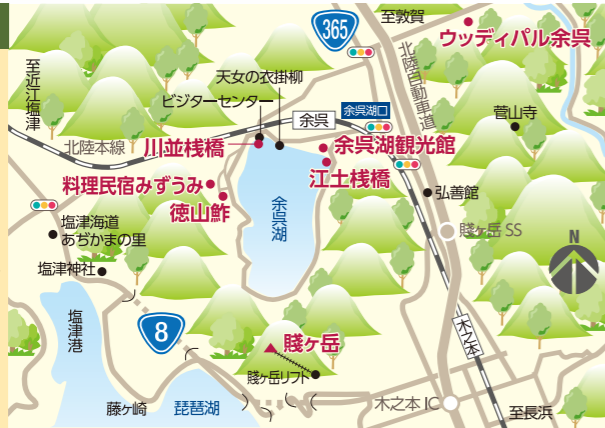 365
至敦賀
ウッディパル余呉
北陸自動車道
至近江塩津
天女の衣掛柳
ビジターセンター
余呉
余呉湖口
菅山寺
北陸本線
川並桟橋
余呉湖観光館
江土桟橋
料理民宿みずうみ
徳山鮓
余呉湖
弘善館
塩津海道
あぢかまの里
賤ヶ岳 SS
N
塩津神社
塩津港
8
賤ヶ岳
木之本
賤ヶ岳リフト
藤ヶ崎
琵琶湖
木之本 IC
至長浜